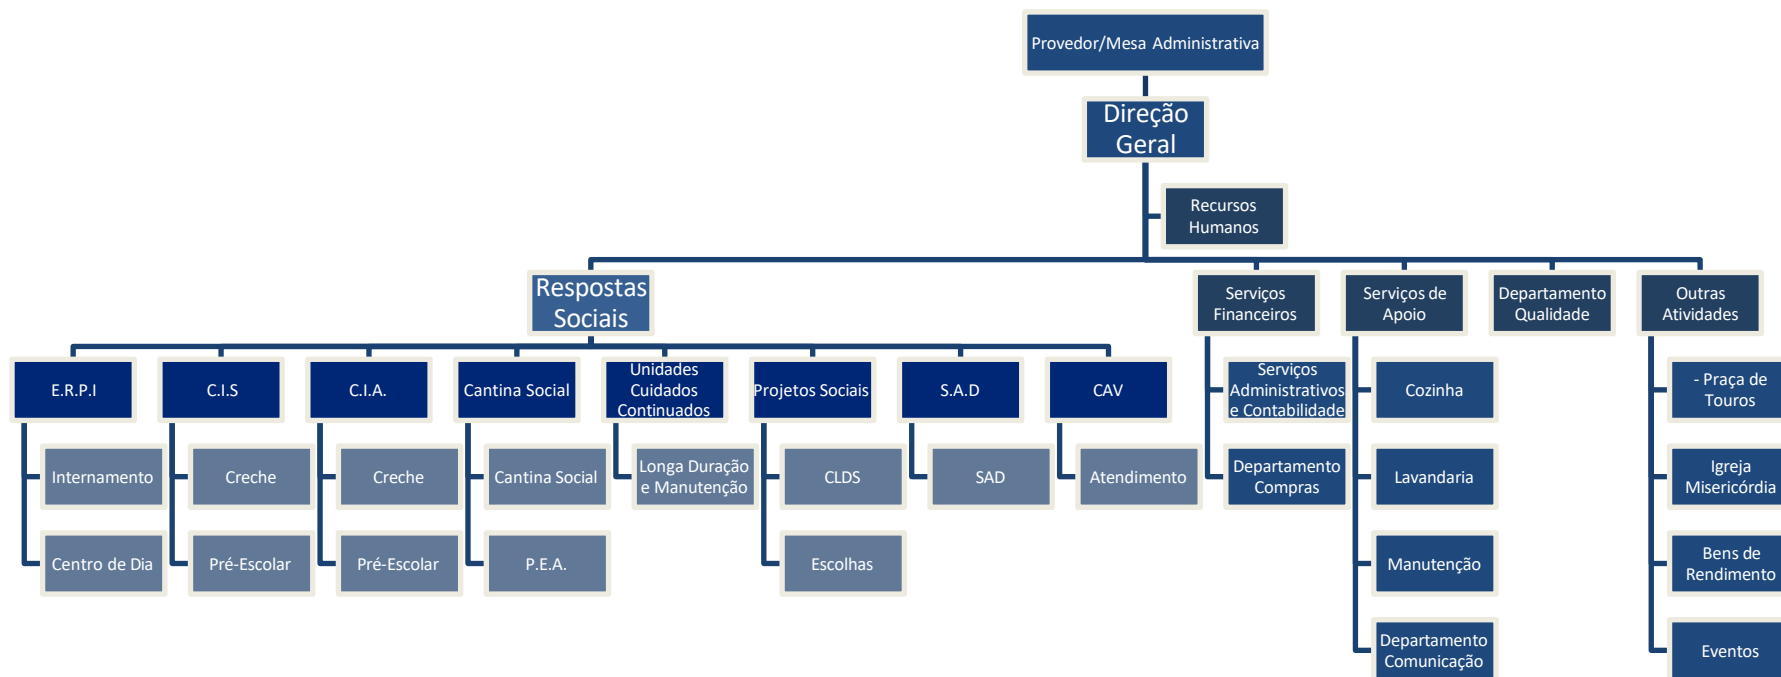 Provedor/Mesa Administrativa
Direção
Geral
Recursos
Humanos
Respostas
Sociais
Serviços
Financeiros
Serviços de
Apoio
Departamento
Qualidade
Outras
Atividades
E.R.P.I
C.I.S
C.I.A.
Cantina Social
Unidades
Cuidados
Continuados
Projetos Sociais
S.A.D
CAV
Serviços
Administrativos
e Contabilidade
Cozinha
- Praça de
Touros
Internamento
Creche
Creche
Cantina Social
Longa Duração
e Manutenção
CLDS
SAD
Atendimento
Departamento
Compras
Lavandaria
Igreja
Misericórdia
Centro de Dia
Pré-Escolar
Pré-Escolar
P.E.A.
Escolhas
Manutenção
Bens de
Rendimento
Departamento
Comunicação
Eventos